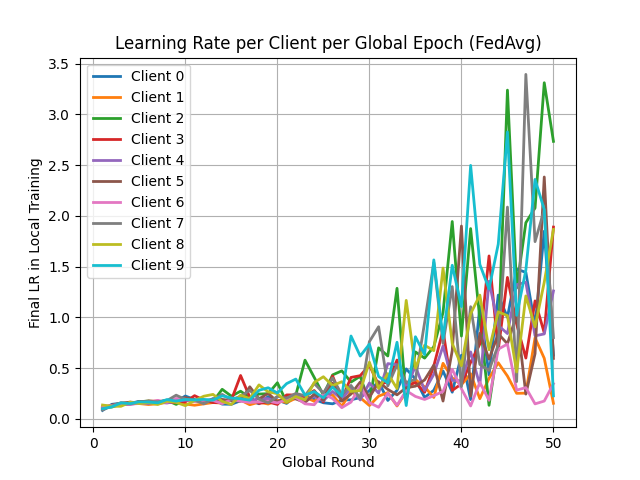 Learning Rate per Client per Global Epoch (FedAvg)
Final LR in Local Training
3.5
3.0
2.5
2.0
1.5
1.0
0.5
0.0
Client 0
Client 1
Client 2
Client 3
Client 4
Client 5
Client 6
Client 7
Client 8
Client 9
0 10 20 30 40 50
Global Round